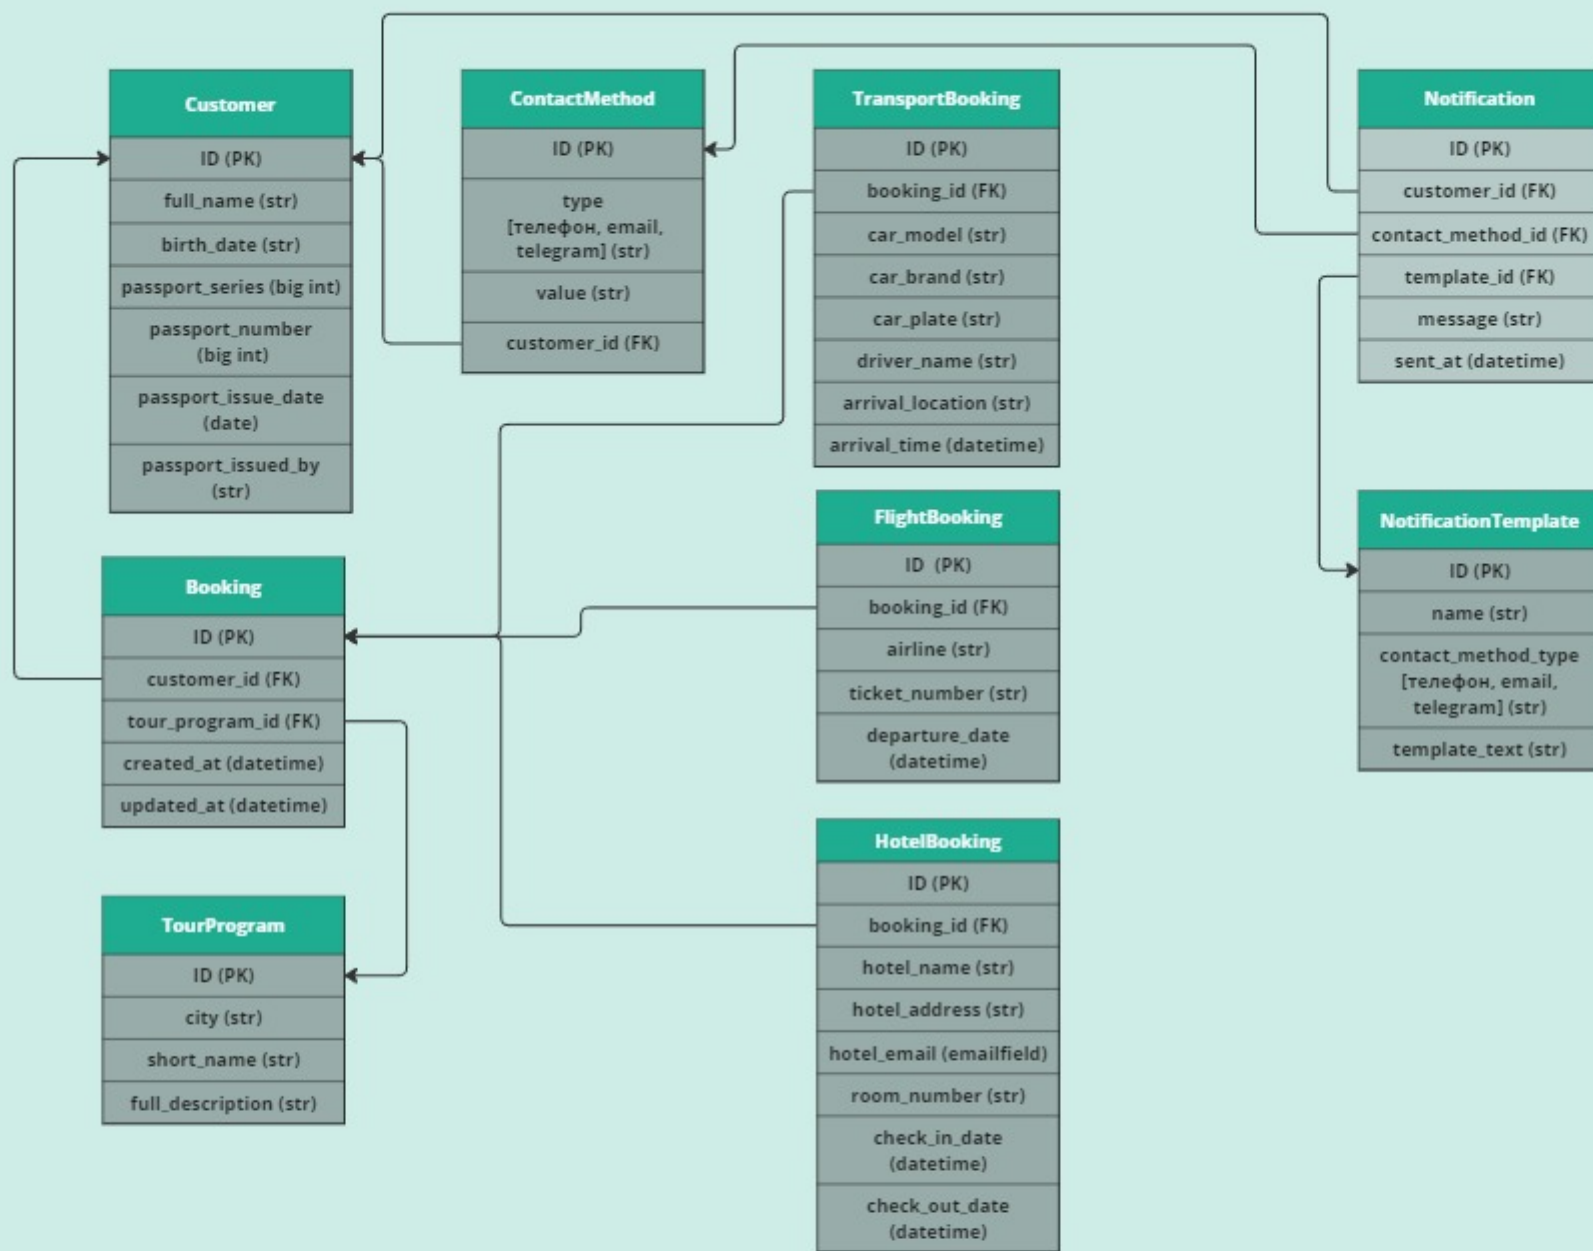 Customer
ID (PK)
full_name (str)
birth_date (str)
passport_series (big int)
passport_number
(big int)
passport_issue_date
(date)
passport_issued_by
(str)
ContactMethod
ID (PK)
type
[телефон, email,
telegram] (str)
value (str)
customer_id (FK)
TransportBooking
ID (PK)
booking_id (FK)
car_model (str)
car_brand (str)
car_plate (str)
driver_name (str)
arrival_location (str)
arrival_time (datetime)
Notification
ID (PK)
customer_id (FK)
contact_method_id (FK)
template_id (FK)
message (str)
sent_at (datetime)
Booking
ID (PK)
customer_id (FK)
tour_program_id (FK)
created_at (datetime)
updated_at (datetime)
FlightBooking
ID (PK)
booking_id (FK)
airline (str)
ticket_number (str)
departure_date
(datetime)
NotificationTemplate
ID (PK)
name (str)
contact_method_type
[телефон, email,
telegram] (str)
template_text (str)
TourProgram
ID (PK)
city (str)
short_name (str)
full_description (str)
HotelBooking
ID (PK)
booking_id (FK)
hotel_name (str)
hotel_address (str)
hotel_email (emailfield)
room_number (str)
check_in_date
(datetime)
check_out_date
(datetime)